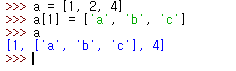 >>> a = [1, 2, 4]
>>> a[1] = ['a', 'b', 'c']
>>> a
[1, ['a', 'b', 'c'], 4]
>>>